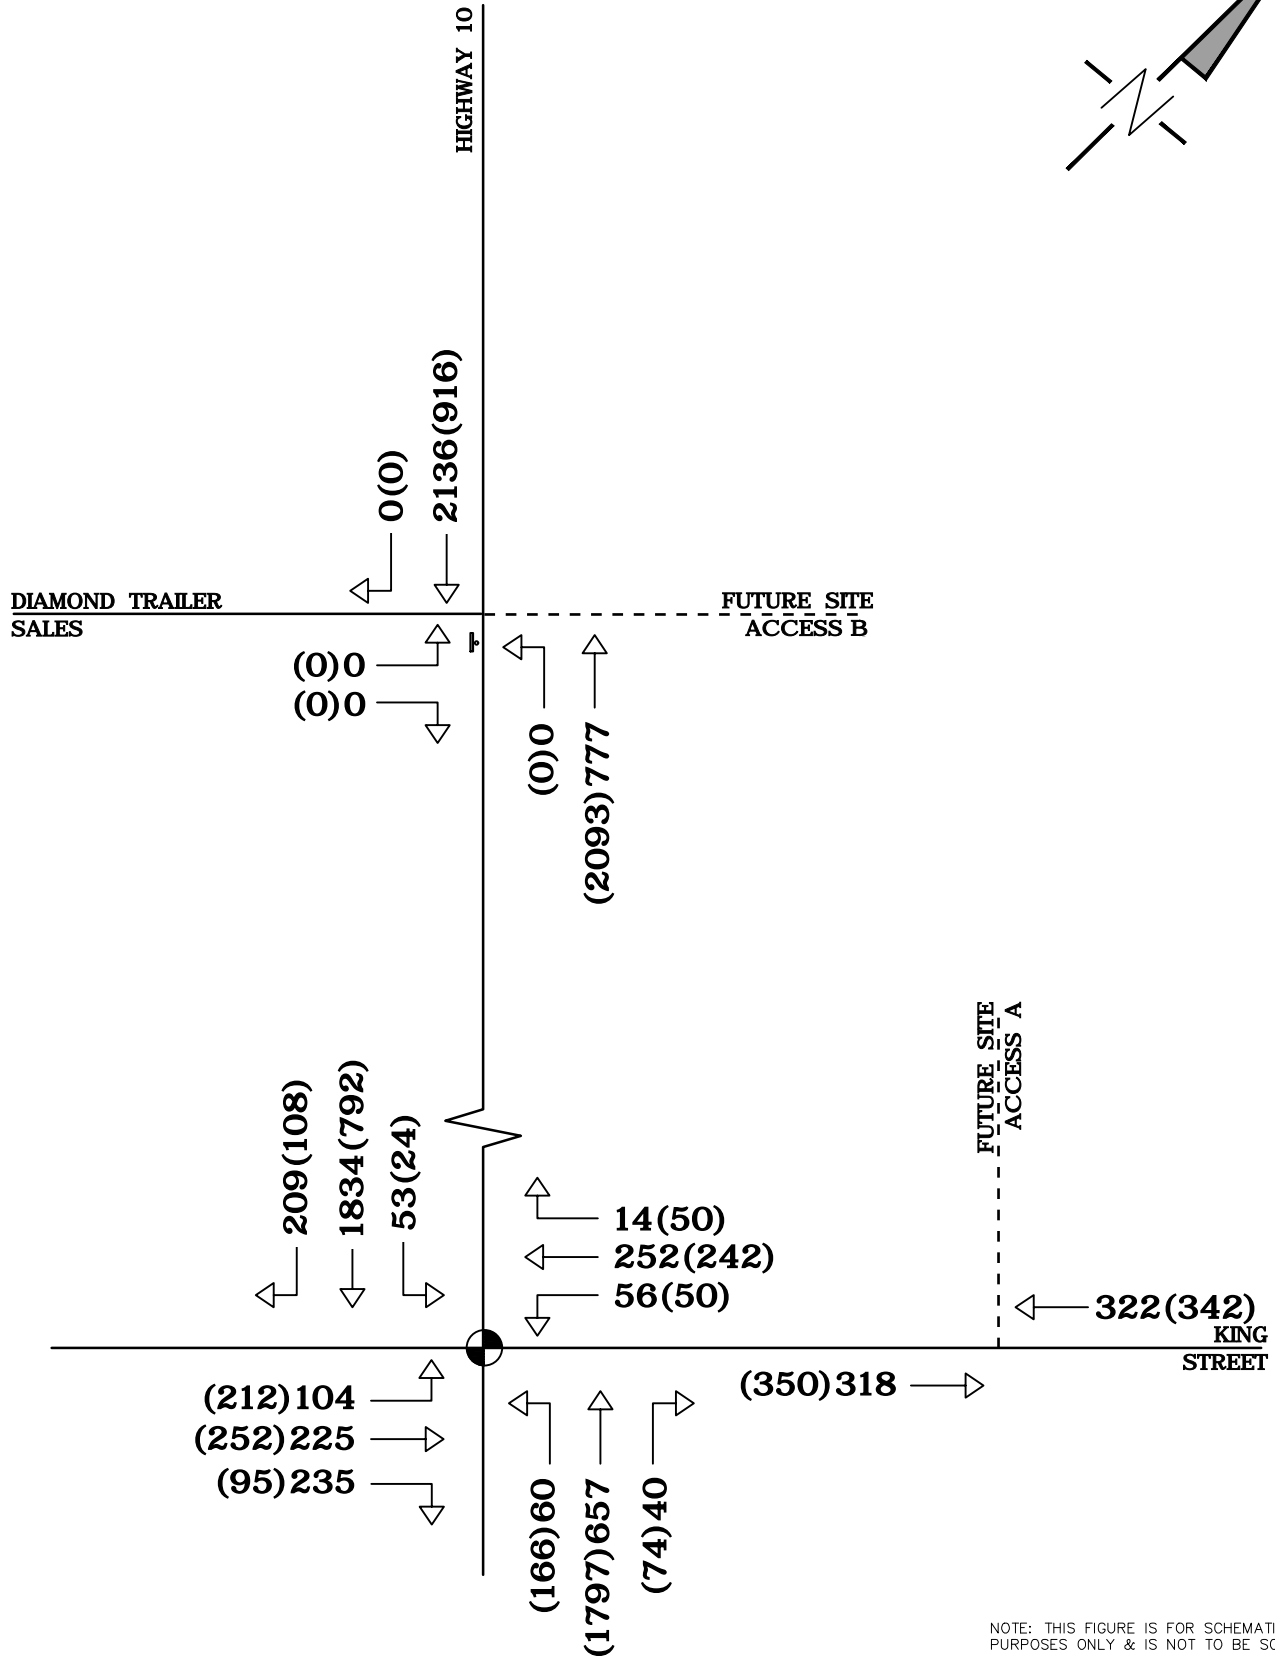 HIGHWAY 10
N
0(0)
2136(916)
DIAMOND TRAILER
SALES
FUTURE SITE
ACCESS B
(0)0
(0)0
(0)0
(2093)777
FUTURE SITE
ACCESS A
209(108)
1834(792)
53(24)
14(50)
252(242)
56(50)
322(342)
KING
STREET
(350)318
(212)104
(252)225
(95)235
(166)60
(1797)657
(74)40
NOTE: THIS FIGURE IS FOR SCHEMATI
PURPOSES ONLY & IS NOT TO BE SC